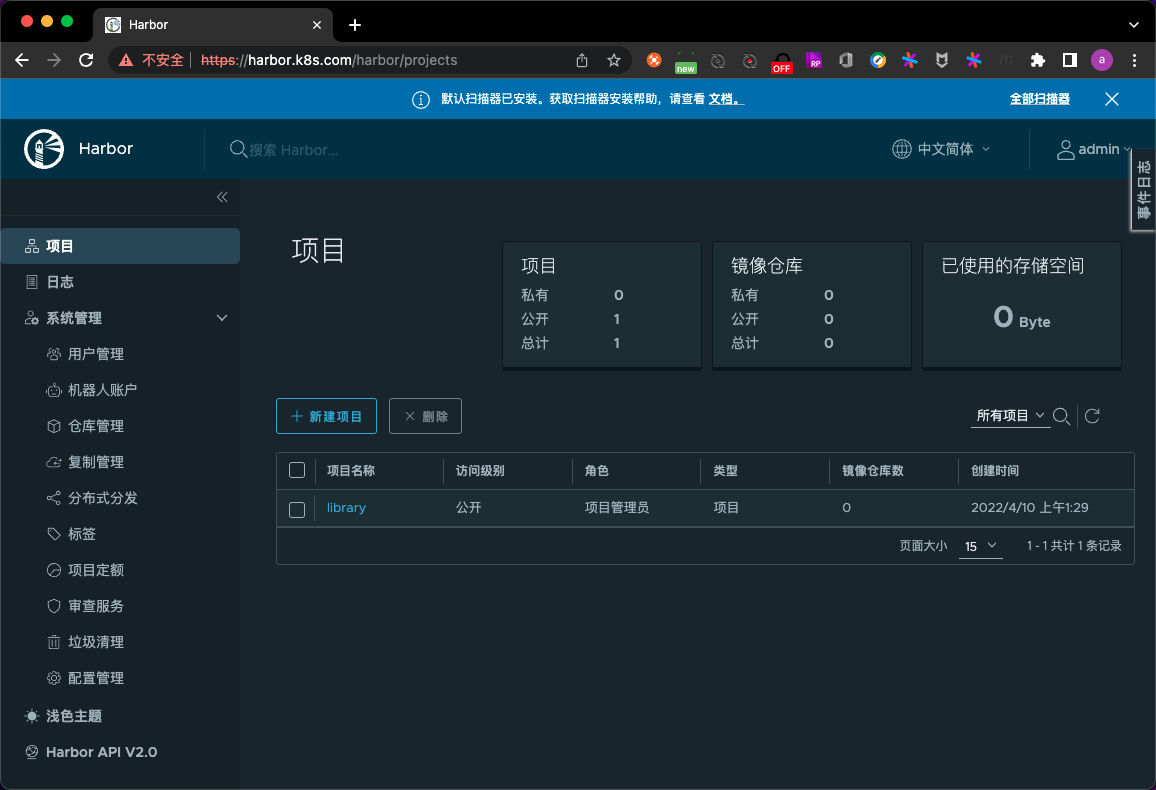 Harbor
不安全 https://harbor.k8s.com/harbor/projects
new
OFF
RP
a
默认扫描器已安装。获取扫描器安装帮助，请查看 文档。
全部扫描器
Harbor
搜索 Harbor...
中文简体
admin
事件日志
项目
日志
系统管理
用户管理
机器人账户
仓库管理
复制管理
分布式分发
标签
项目定额
审查服务
垃圾清理
配置管理
浅色主题
Harbor API V2.0
项目
项目
私有 0
公开 1
总计 1
镜像仓库
私有 0
公开 0
总计 0
已使用的存储空间
0 Byte
新建项目
删除
所有项目
项目名称 访问级别 角色 类型 镜像仓库数 创建时间
library 公开 项目管理员 项目 0 2022/4/10 上午1:29
页面大小 15 1 - 1 共计 1 条记录